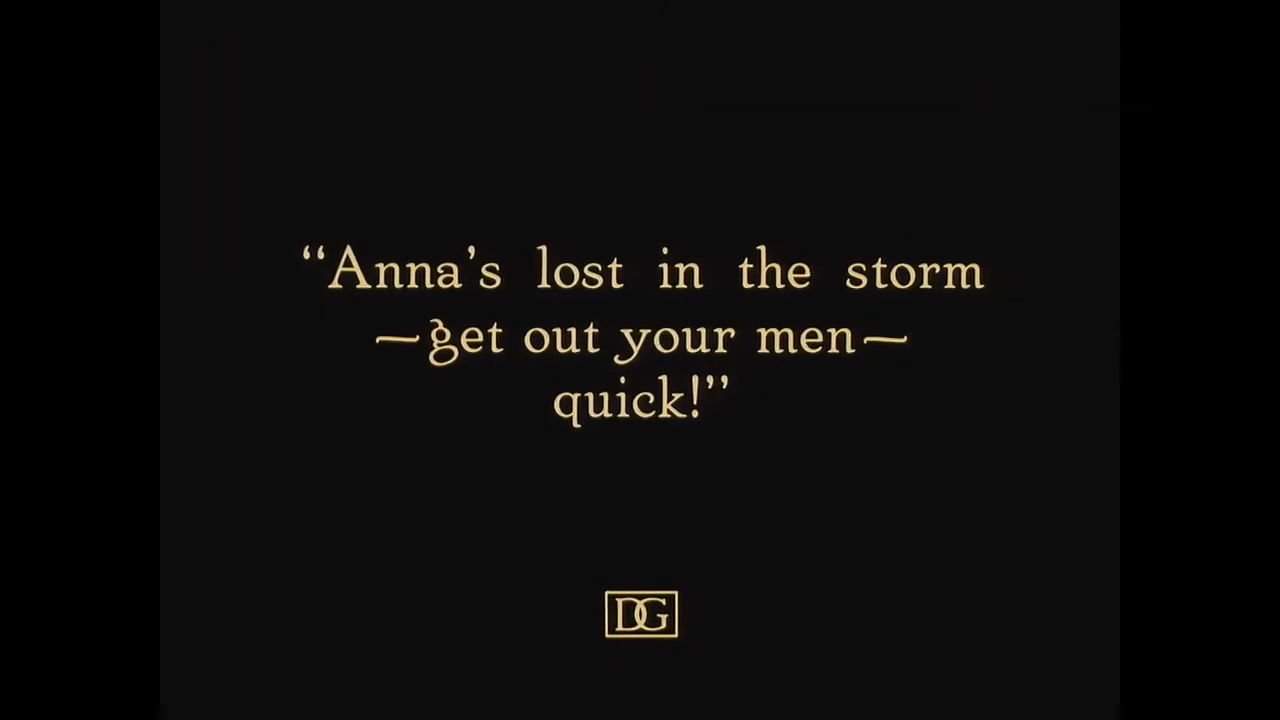 “Anna’s lost in the storm
—get out your men—
quick!”
DG